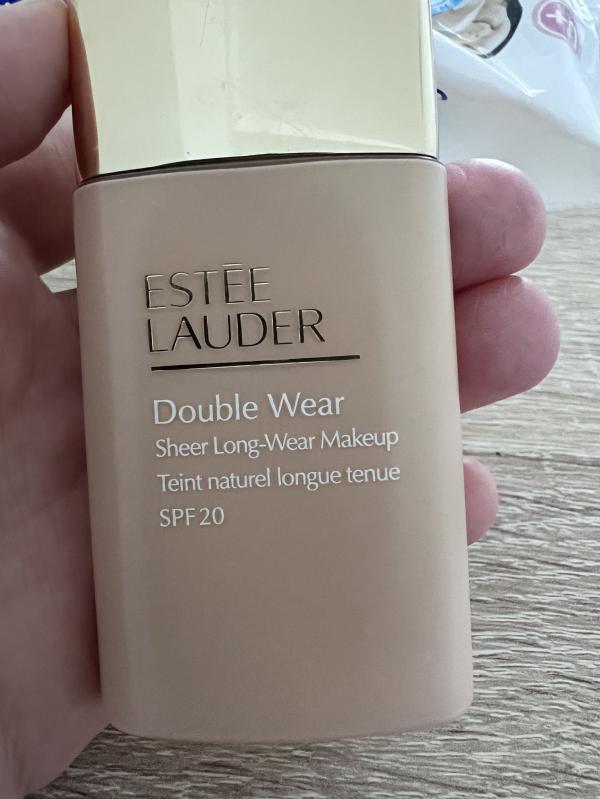 ESTĒE
LAUDER
Double Wear
Sheer Long-Wear Makeup
Teint naturel longue tenue
SPF 20